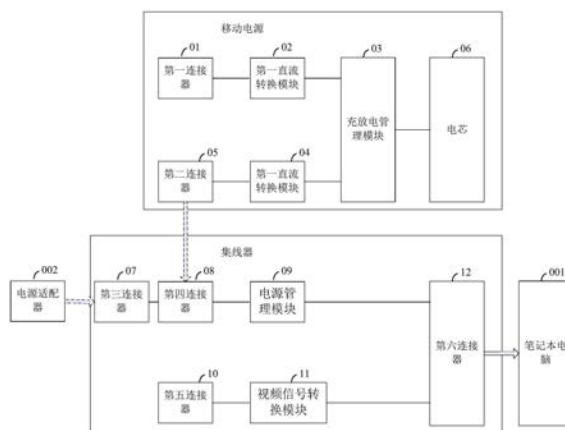 移动电源
01
第一连接
器
02
第一直流
转换模块
03
充放电管
理模块
06
电芯
05
第二连接
器
04
第一直流
转换模块
集线器
002
电源适配
器
07
第三连接
器
08
第四连接
器
09
电源管
理模块
12
第六连接
器
001
笔记本电
脑
10
第五连接
器
11
视频信号转
换模块